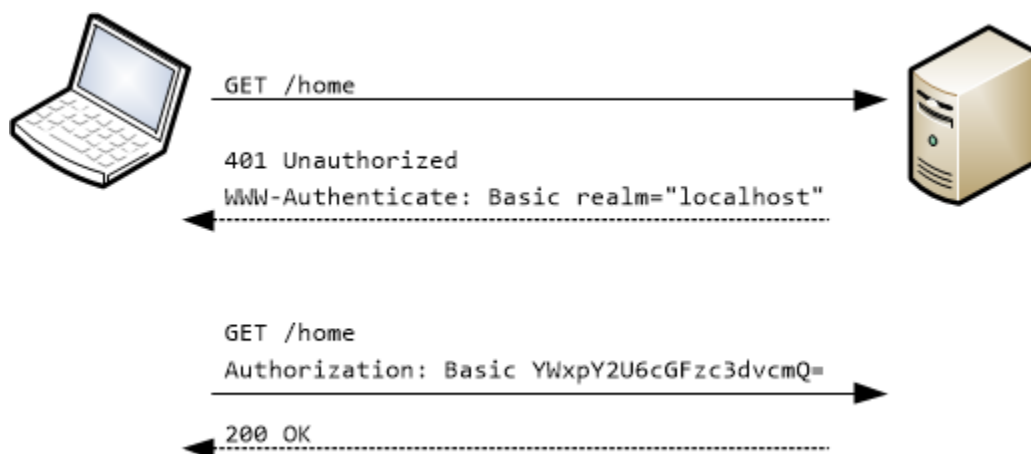 GET /home
401 Unauthorized
WWW-Authenticate: Basic realm="localhost"
GET /home
Authorization: Basic YWxpY2U6cGFzc3dvcmQ=
200 OK